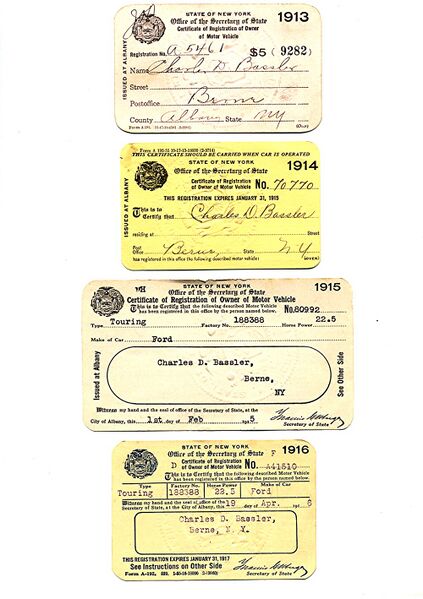 STATE OF NEW YORK 1913
Office of the Secretary of State
Certificate of Registration of Owner
of Motor Vehicle
Registration No. A 5461 $5 (9282)
Name Charles D Bassler
Street
Postoffice Berne
County Albany State NY
ISSUED AT ALBANY
(OVER)
THIS CERTIFICATE SHOULD BE CARRIED WHEN CAR IS OPERATED
STATE OF NEW YORK 1914
Office of the Secretary of State
Certificate of Registration
of Owner of Motor Vehicle No. 70770
THIS REGISTRATION EXPIRES JANUARY 31, 1915
This is to
Certify that Charles D. Bassler
residing at Street
Post
Office Berne, State N Y
has registered in this office the following described motor vehicle (OVER)
ISSUED AT ALBANY
STATE OF NEW YORK 1915
Office of the Secretary of State
Certificate of Registration of Owner of Motor Vehicle
This is to Certify that the following described Motor Vehicle
has been registered in this office by the person named below. No. 80992
Type Touring Factory No. 188388 Horse Power 22.5
Make of Car Ford
Charles D. Bassler,
Berne,
NY
Issued at Albany
See Other Side
Witness my hand and the seal of office of the Secretary of State, at the
City of Albany, this 1st day of Feb 1915
Secretary of State
STATE OF NEW YORK F 1916
Office of the Secretary of State
D Certificate of Registration
of Owner of Motor Vehicle No. A41510
This is to Certify that the following described Motor Vehicle
has been registered in this office by the person named below.
Type Factory No. Horse Power Make of Car
Touring 188388 22.5 Ford
Witness my hand and the seal of office of the Secretary of
State, at the City of Albany, this 19 day of Apr. 1916
Charles D. Bassler,
Berne, N. Y.
THIS REGISTRATION EXPIRES JANUARY 31, 1917
See Instructions on Other Side
Secretary of State